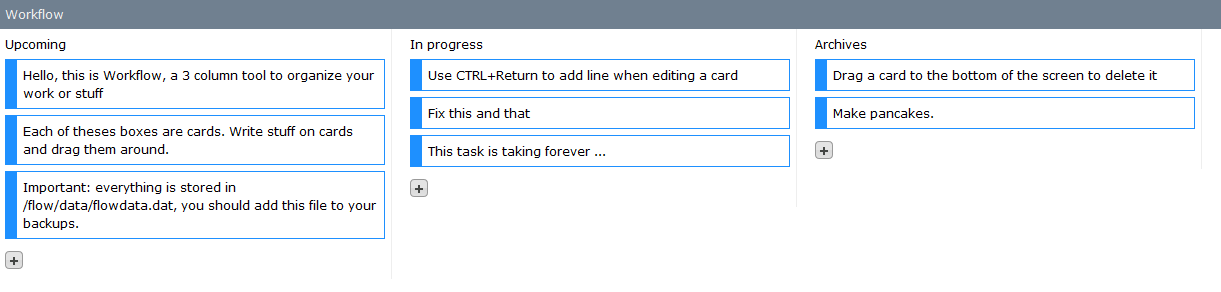 Workflow
Upcoming
Hello, this is Workflow, a 3 column tool to organize your
work or stuff
Each of theses boxes are cards. Write stuff on cards
and drag them around.
Important: everything is stored in
/flow/data/flowdata.dat, you should add this file to your
backups.
+
In progress
Use CTRL+Return to add line when editing a card
Fix this and that
This task is taking forever ...
+
Archives
Drag a card to the bottom of the screen to delete it
Make pancakes.
+